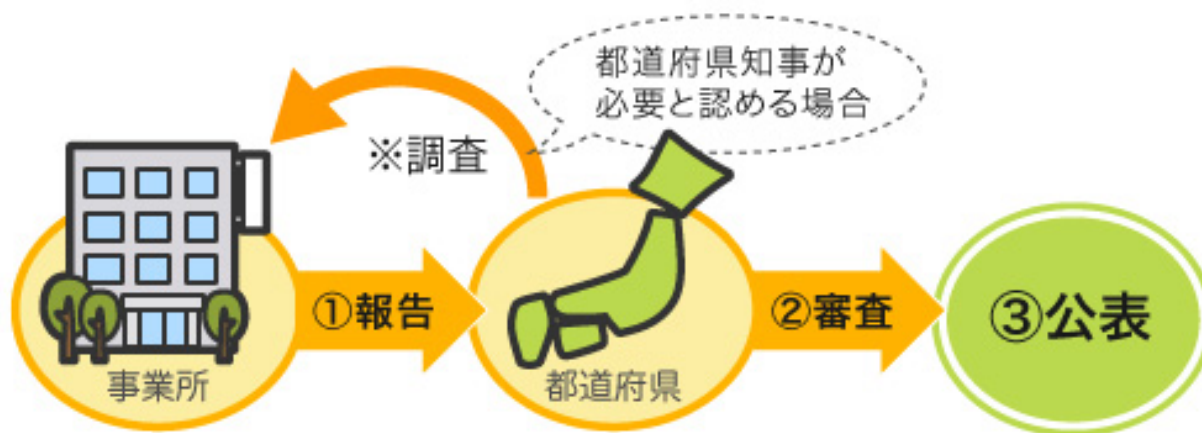 都道府県知事が
必要と認める場合
※調査
①報告
②審査
③公表
事業所
都道府県